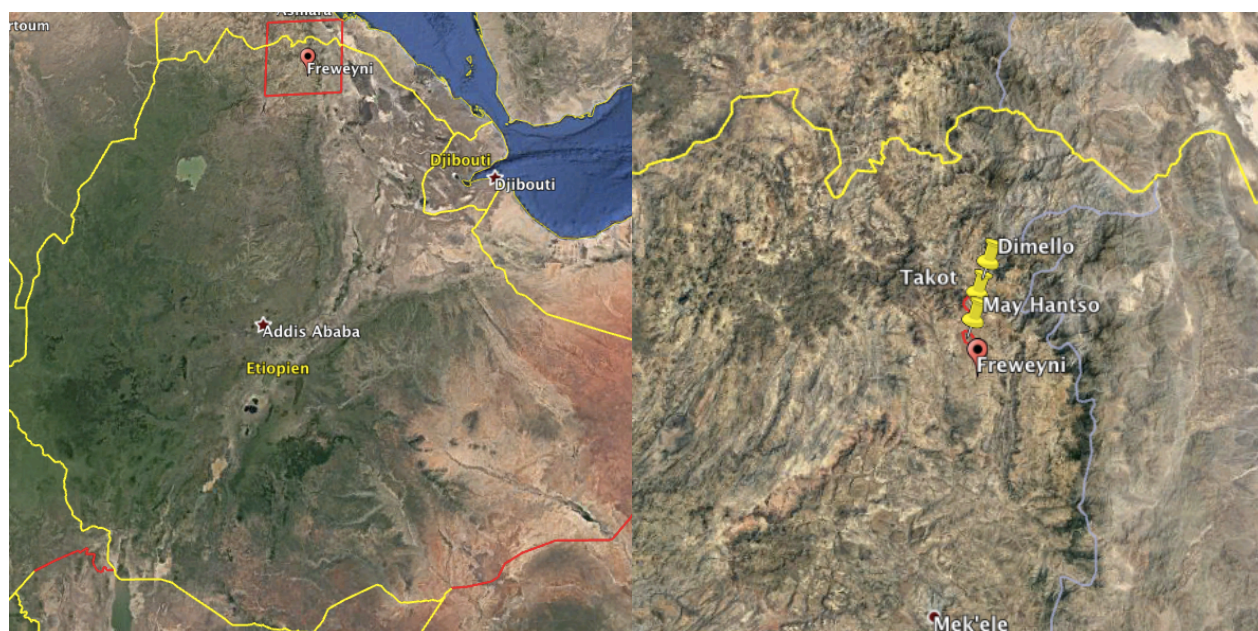 rtoum
Asmara
Freweyni
Djibouti
Djibouti
Addis Ababa
Etiopien
Dimello
Takot
May Hantso
Freweyni
Mek'ele